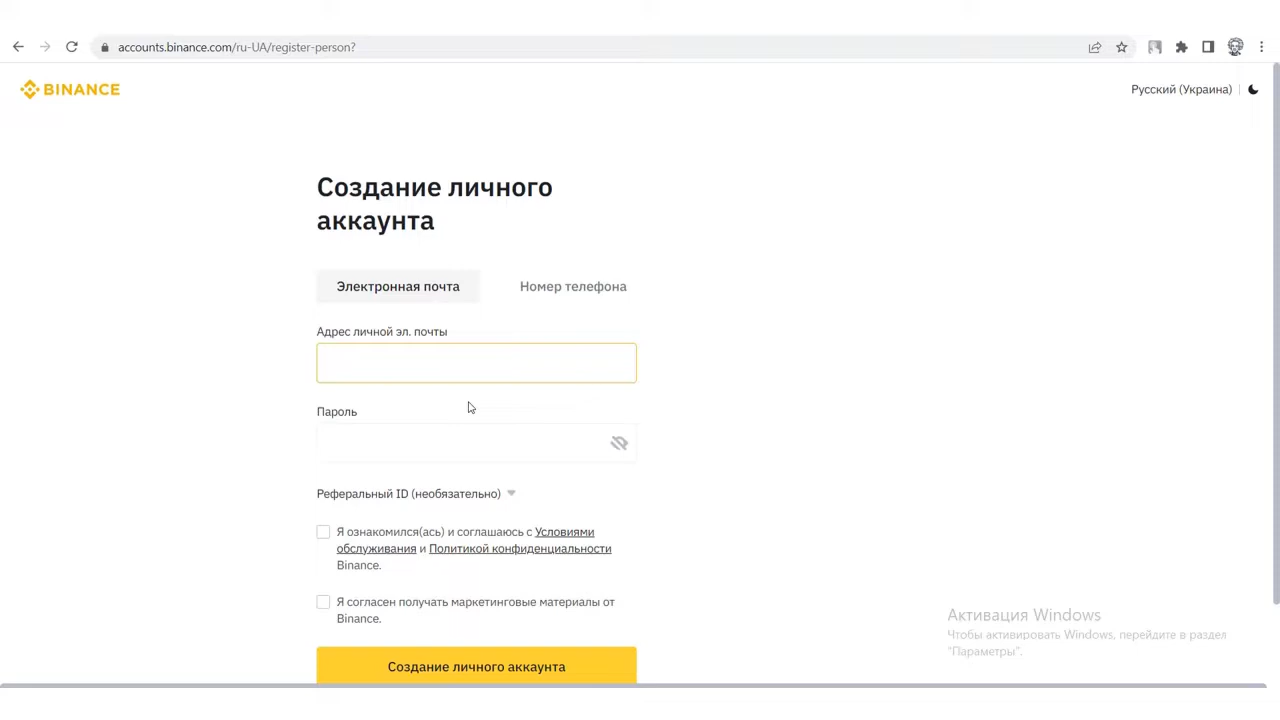 accounts.binance.com/ru-UA/register-person?
BINANCE
Русский (Украина)
Создание личного
аккаунта
Электронная почта
Номер телефона
Адрес личной эл. почты
Пароль
Реферальный ID (необязательно)
Я ознакомился(ась) и соглашаюсь с Условиями
обслуживания и Политикой конфиденциальности
Binance.
Я согласен получать маркетинговые материалы от
Binance.
Создание личного аккаунта
Активация Windows
Чтобы активировать Windows, перейдите в раздел
"Параметры".